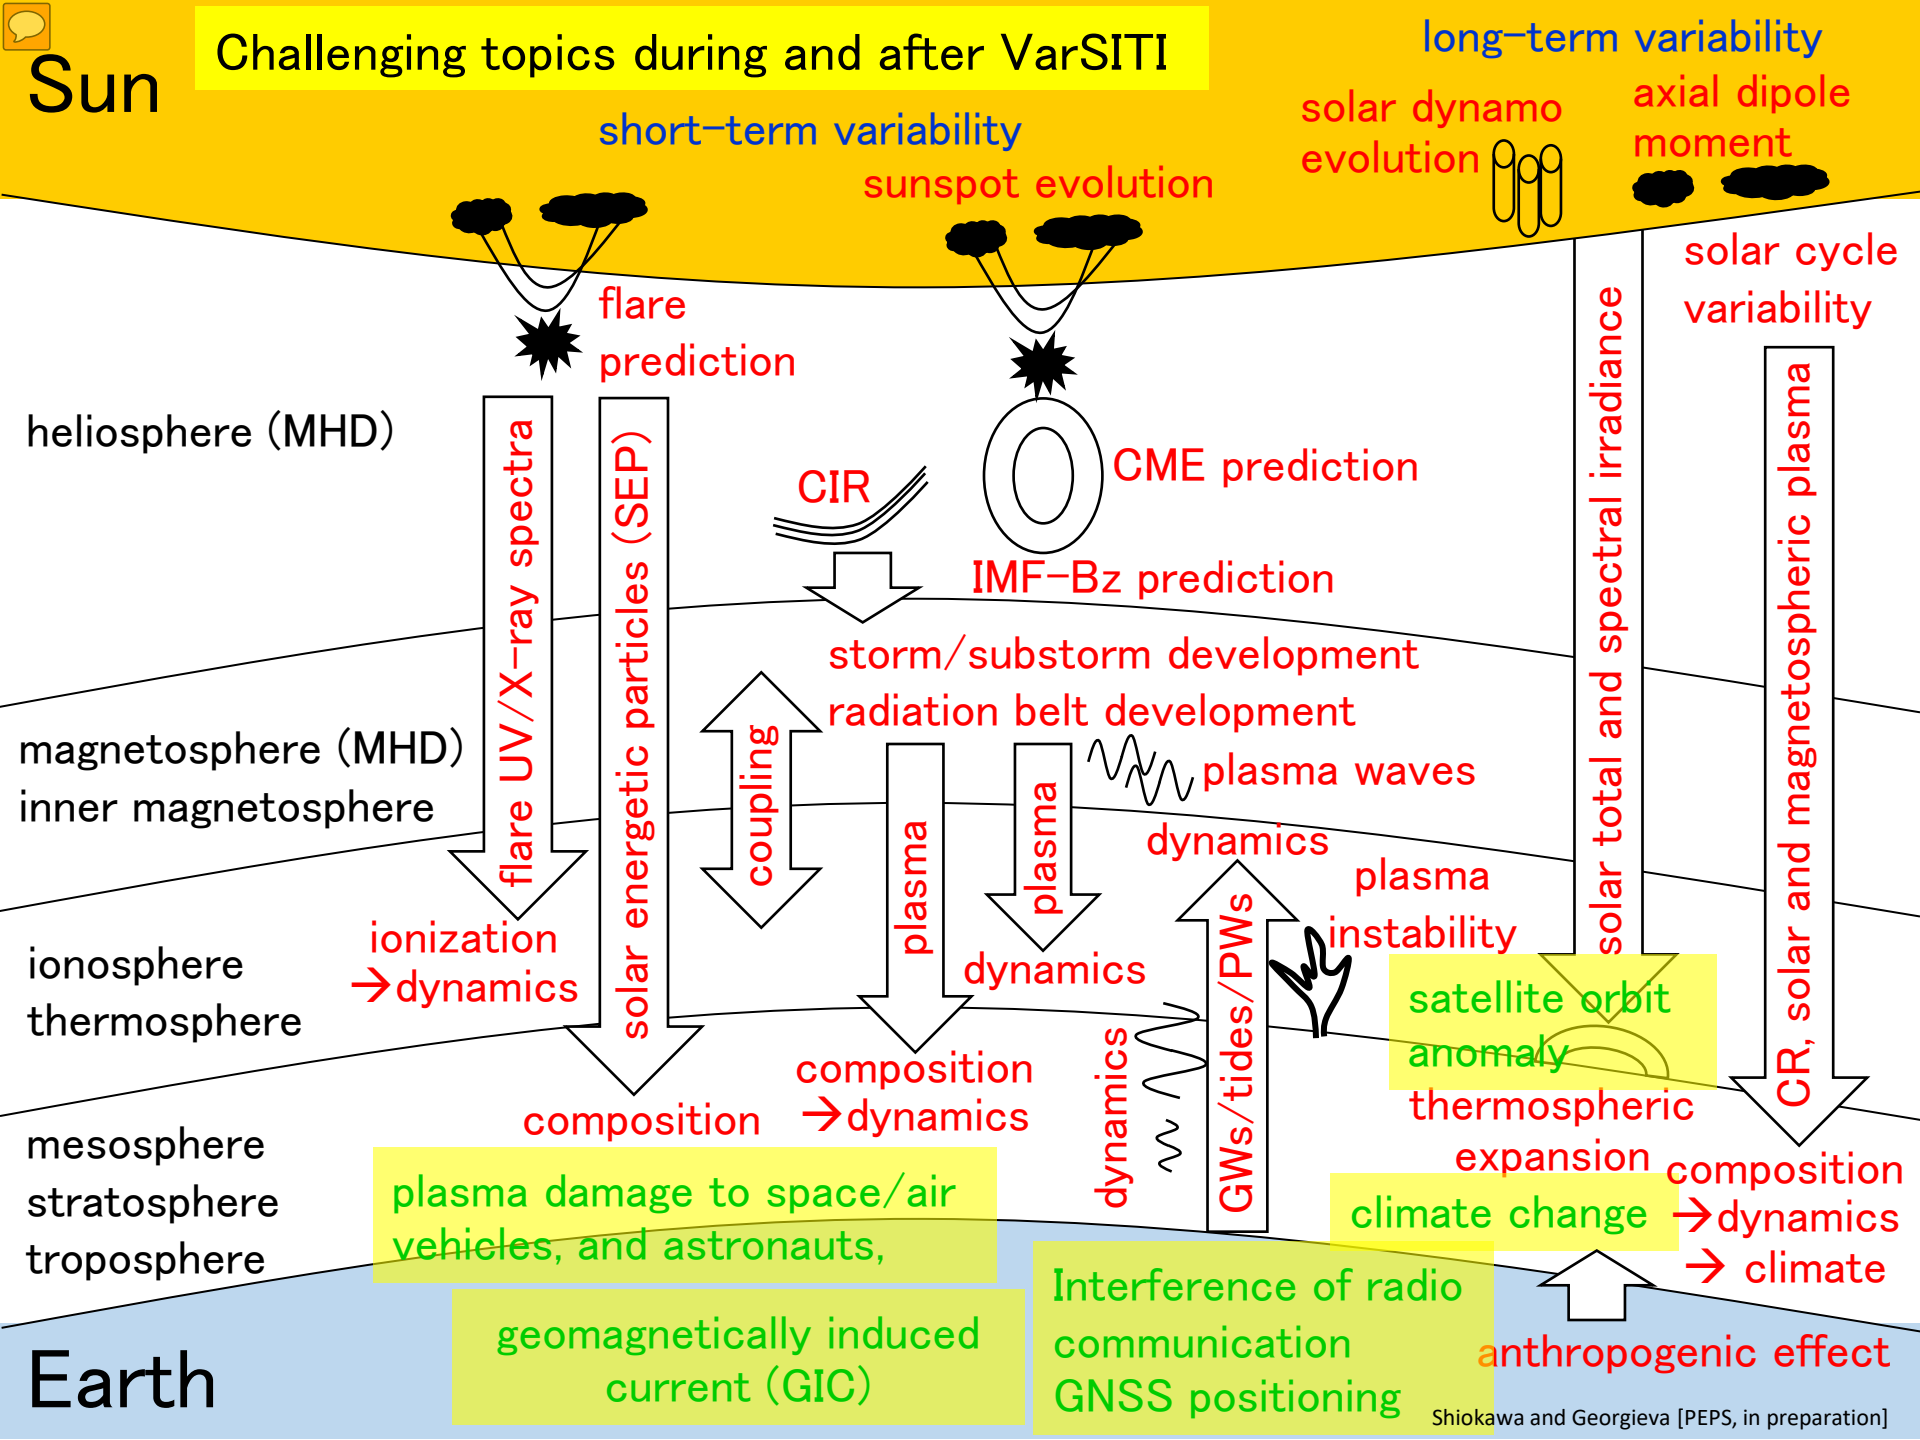 Sun
Challenging topics during and after VarSITI
long-term variability
short-term variability
solar dynamo
evolution
axial dipole
moment
sunspot evolution
solar cycle
variability
flare
prediction
heliosphere (MHD)
flare UV/X-ray spectra
solar energetic particles (SEP)
CIR
CME prediction
IMF-Bz prediction
solar total and spectral irradiance
CR, solar and magnetospheric plasma
storm/substorm development
radiation belt development
magnetosphere (MHD)
inner magnetosphere
coupling
plasma
plasma
plasma waves
dynamics
plasma
instability
ionosphere
thermosphere
ionization
→dynamics
dynamics
GWs/tides/PWs
dynamics
satellite orbit
anomaly
thermospheric
expansion
composition
composition
→dynamics
mesosphere
stratosphere
troposphere
plasma damage to space/air
vehicles, and astronauts,
climate change
composition
→dynamics
→ climate
geomagnetically induced
current (GIC)
Interference of radio
communication
GNSS positioning
anthropogenic effect
Earth
Shiokawa and Georgieva [PEPS, in preparation]